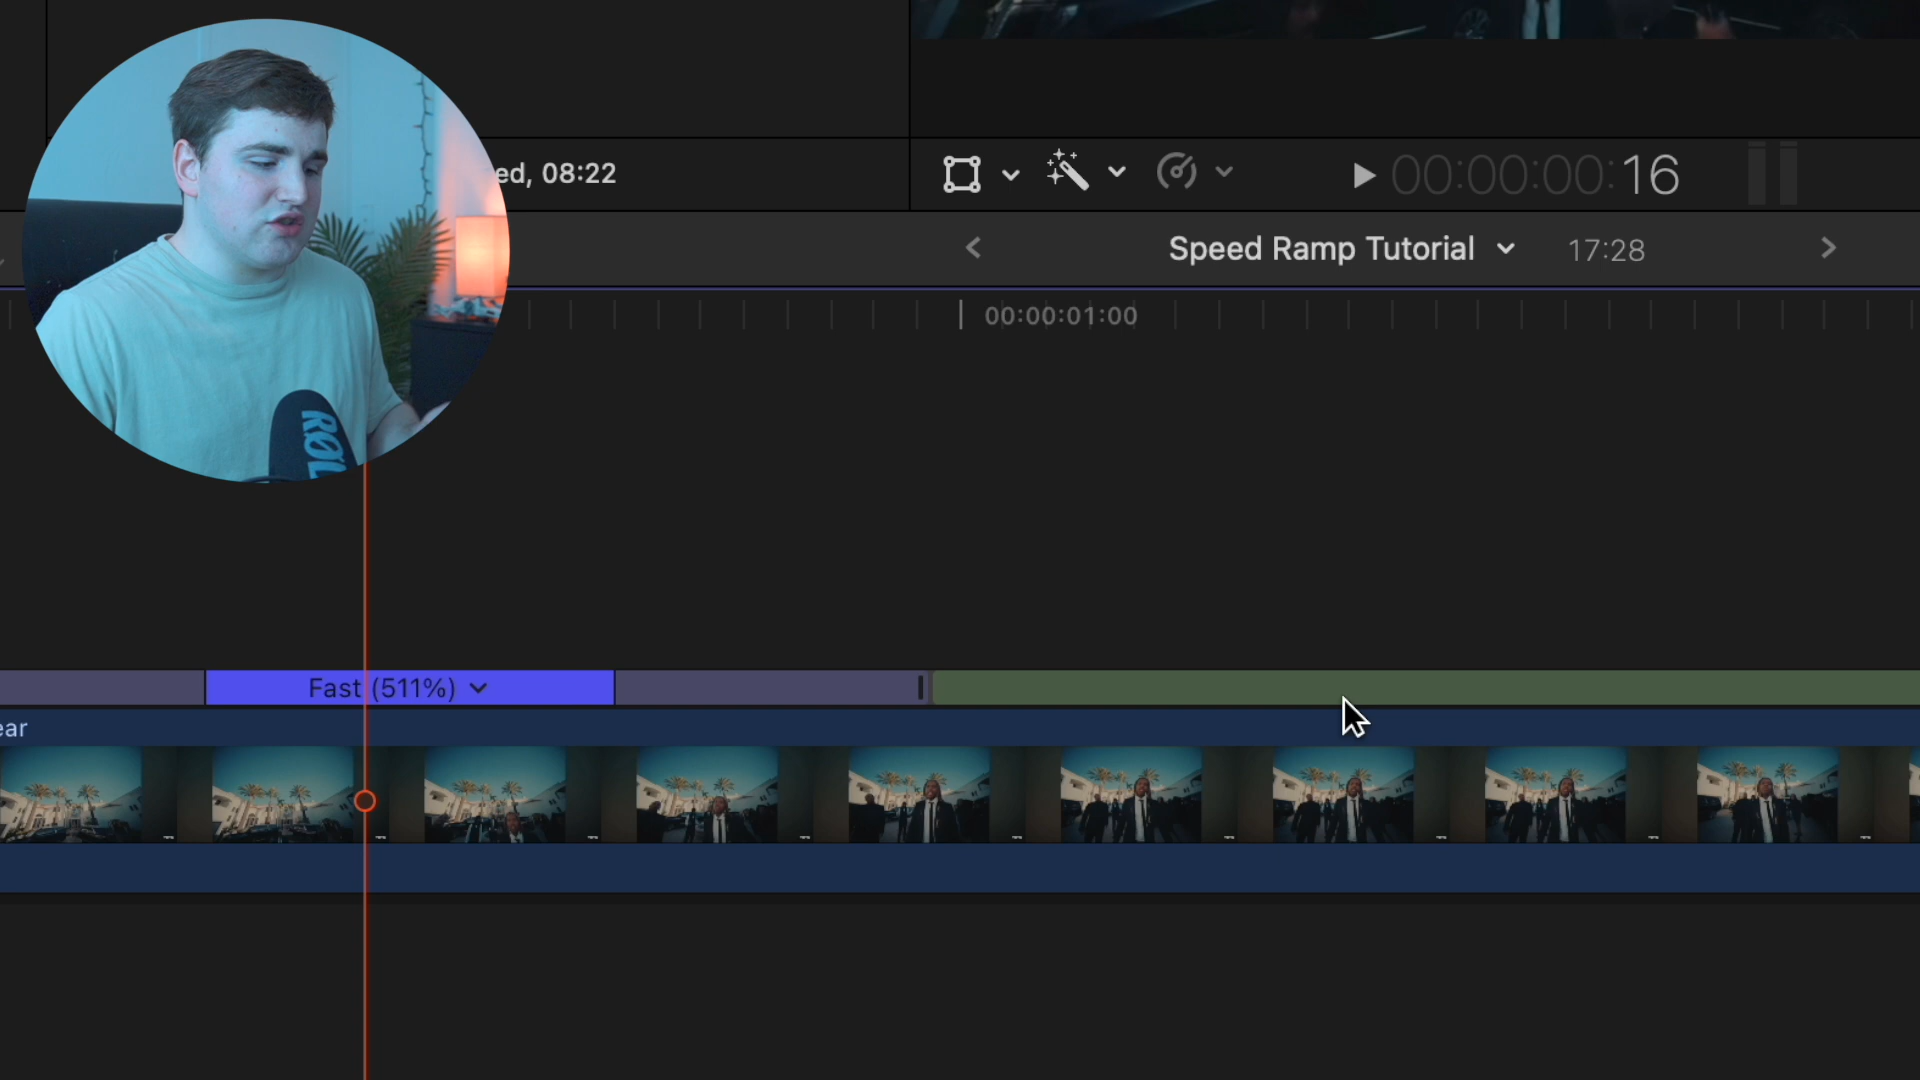 ed, 08:22
00:00:00:16
Speed Ramp Tutorial
17:28
00:00:01:00
RØ
Fast (511%)
ear